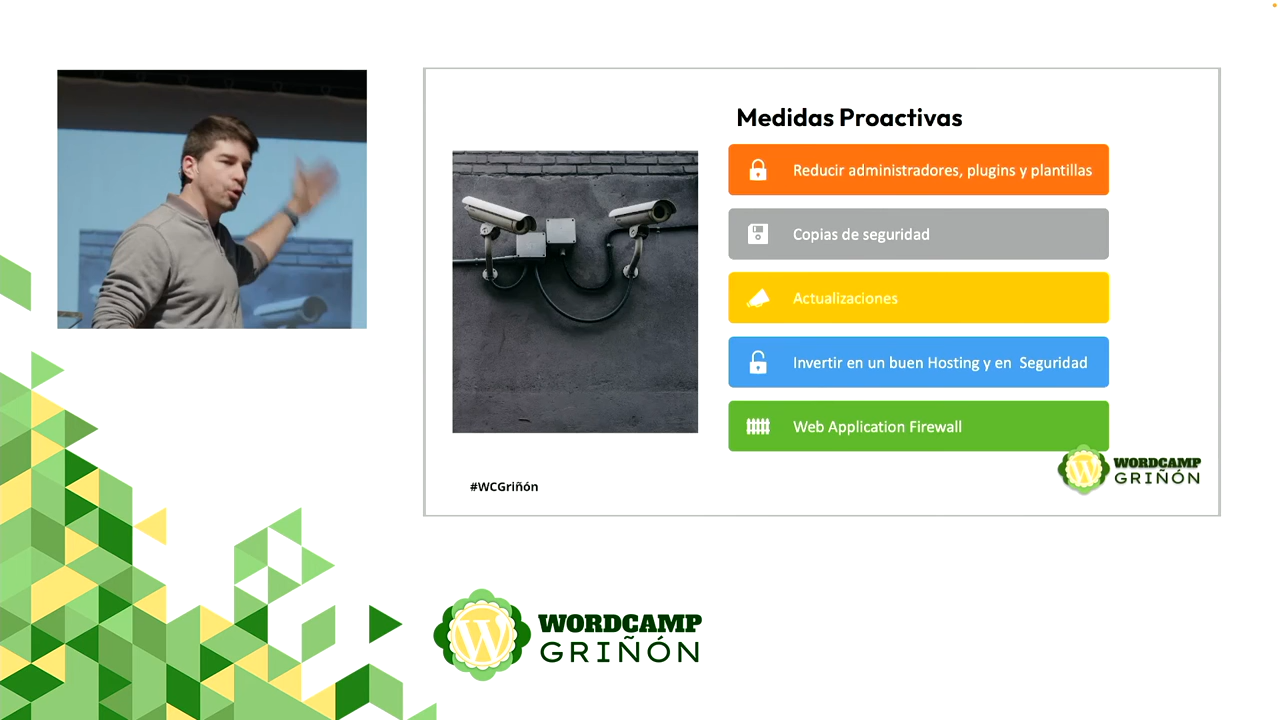 Medidas Proactivas
Reducir administradores, plugins y plantillas
Copias de seguridad
Actualizaciones
Invertir en un buen Hosting y en  Seguridad
Web Application Firewall
#WCGriñón
WORDCAMP
GRIÑÓN
WORDCAMP
GRIÑÓN